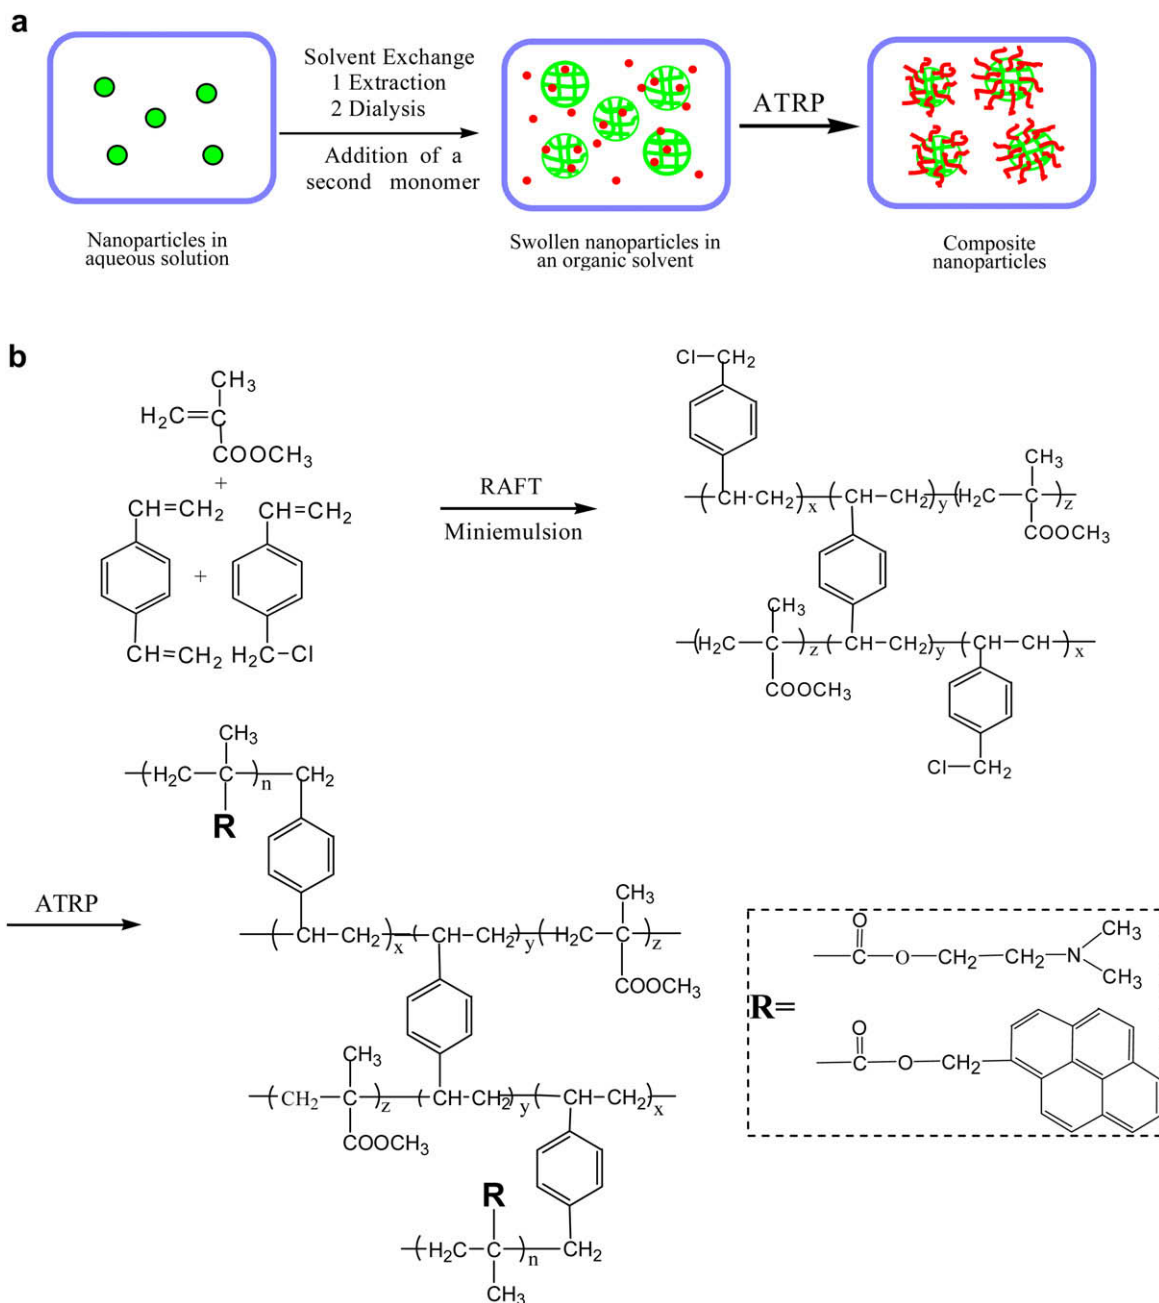 a
Solvent Exchange
1 Extraction
2 Dialysis
Addition of a
second monomer
ATRP
Nanoparticles in
aqueous solution
Swollen nanoparticles in
an organic solvent
Composite
nanoparticles
b
CH3
H2C=C
COOCH3
+
CH=CH2
CH=CH2
+
CH=CH2
H2C–Cl
RAFT
Miniemulsion
Cl–CH2
CH3
–(CH–CH2)x(CH–CH2)y(H2C–C)z–
COOCH3
CH3
–(H2C–C)z(CH–CH2)y(CH–CH)x–
COOCH3
Cl–CH2
ATRP
CH3
–(H2C–C)n–CH2
R
CH3
–(CH–CH2)x–(CH–CH2)y(H2C–C)z–
COOCH3
CH3
–(CH2–C)z–(CH–CH2)y(CH–CH2)x–
COOCH3
R
–(H2C–C)n–CH2
CH3
R=
O
–C–O–CH2–CH2–N
CH3
CH3
O
–C–O–CH2